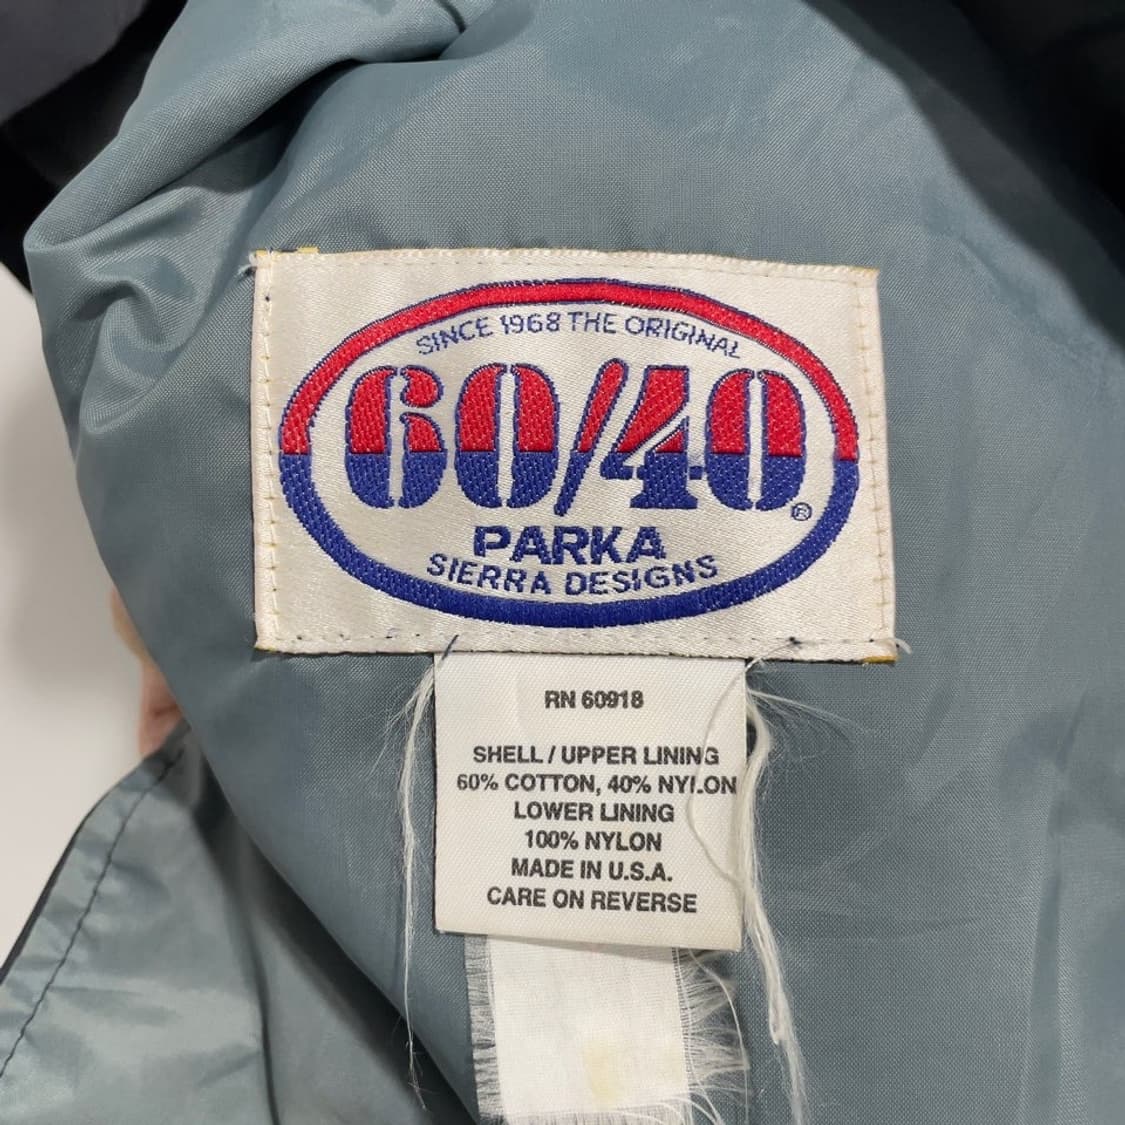 SINCE 1968 THE ORIGINAL
60/40®
PARKA
SIERRA DESIGNS
RN 60918
SHELL / UPPER LINING
60% COTTON, 40% NYLON
LOWER LINING
100% NYLON
MADE IN U.S.A.
CARE ON REVERSE